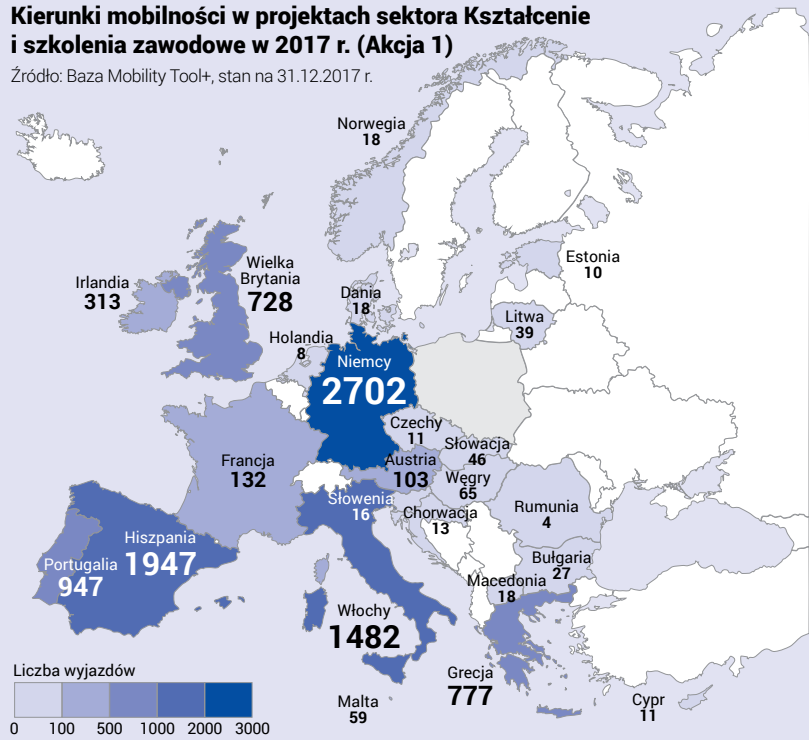 Kierunki mobilności w projektach sektora Kształcenie
i szkolenia zawodowe w 2017 r. (Akcja 1)
Źródło: Baza Mobility Tool+, stan na 31.12.2017 r.
Norwegia
18
Estonia
10
Irlandia
313
Wielka
Brytania
728
Dania
18
Litwa
39
Holandia
8
Niemcy
2702
Czechy
11
Słowacja
46
Francja
132
Austria
103
Węgry
65
Słowenia
16
Chorwacja
13
Rumunia
4
Hiszpania
1947
Portugalia
947
Bułgaria
27
Macedonia
18
Włochy
1482
Grecja
777
Malta
59
Cypr
11
Liczba wyjazdów
0 100 500 1000 2000 3000